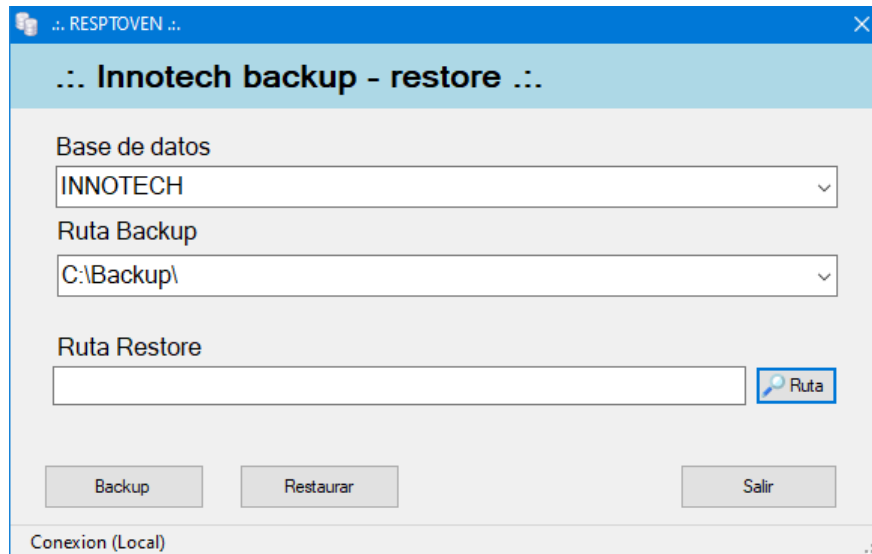 .:. RESPTOVEN .:.
.:. Innotech backup - restore .:.
Base de datos
INNOTECH
Ruta Backup
C:\Backup\
Ruta Restore
Ruta
Backup Restaurar Salir
Conexion (Local)